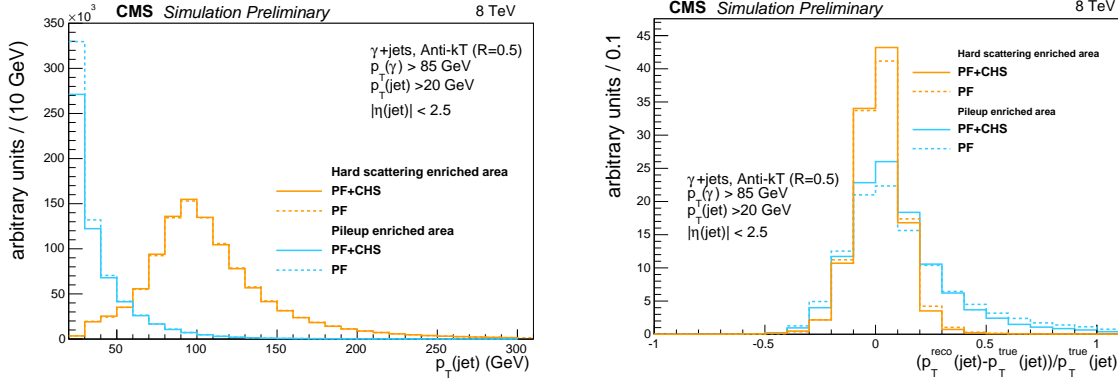 CMS Simulation Preliminary 8 TeV
×10³
γ+jets, Anti-kT (R=0.5)
p_T(γ) > 85 GeV
p_T(jet) >20 GeV
|η(jet)| < 2.5
Hard scattering enriched area
PF+CHS
PF
Pileup enriched area
PF+CHS
PF
arbitrary units / (10 GeV)
350
300
250
200
150
100
50
0
50 100 150 200 250 300
p_T(jet) (GeV)
CMS Simulation Preliminary 8 TeV
Hard scattering enriched area
PF+CHS
PF
Pileup enriched area
PF+CHS
PF
γ+jets, Anti-kT (R=0.5)
p_T(γ) > 85 GeV
p_T(jet) >20 GeV
|η(jet)| < 2.5
arbitrary units / 0.1
45
40
35
30
25
20
15
10
5
0
-1 -0.5 0 0.5 1
(p_T^reco (jet)-p_T^true (jet))/p_T^true (jet)